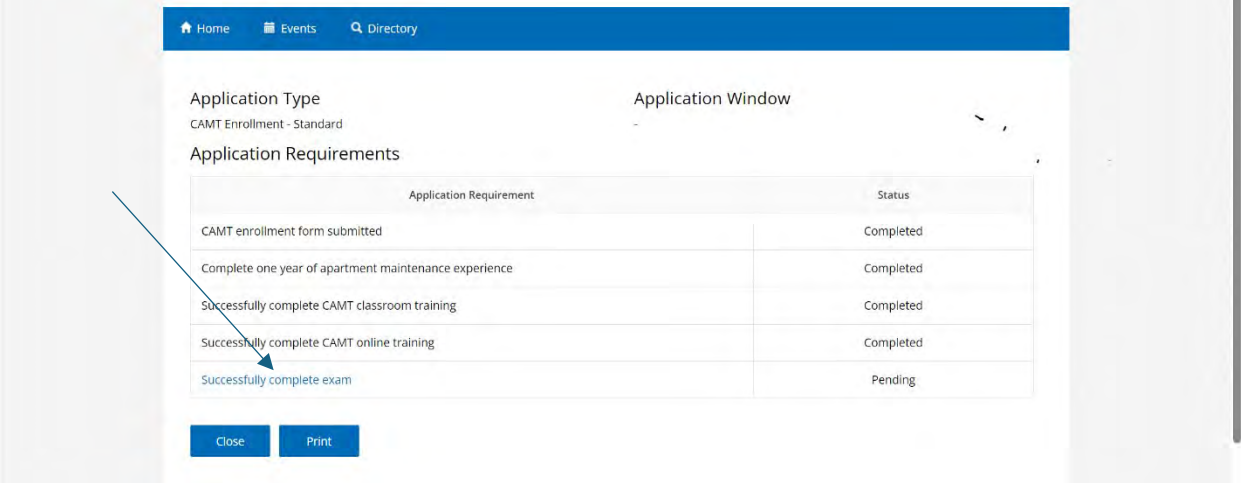 Home Events Directory
Application Type Application Window
CAMT Enrollment - Standard -
Application Requirements
Application Requirement Status
CAMT enrollment form submitted Completed
Complete one year of apartment maintenance experience Completed
Successfully complete CAMT classroom training Completed
Successfully complete CAMT online training Completed
Successfully complete exam Pending
Close Print